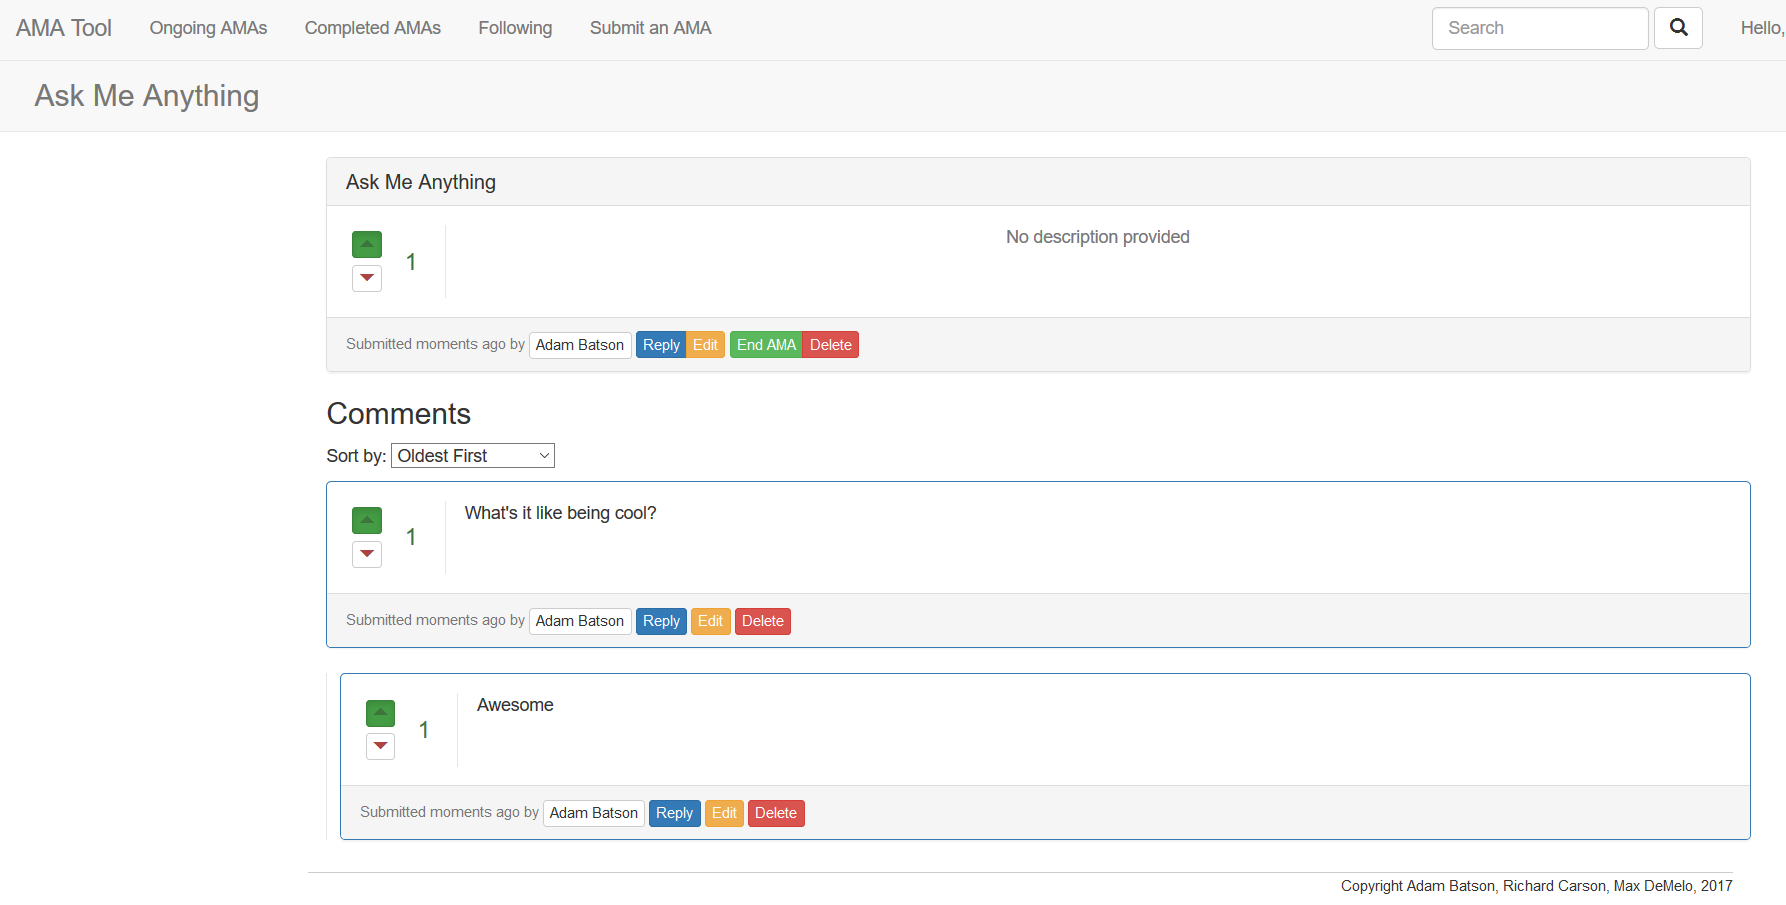 AMA Tool Ongoing AMAs Completed AMAs Following Submit an AMA Search Hello,
Ask Me Anything
Ask Me Anything
No description provided
1
Submitted moments ago by Adam Batson Reply Edit End AMA Delete
Comments
Sort by: Oldest First
What's it like being cool?
1
Submitted moments ago by Adam Batson Reply Edit Delete
Awesome
1
Submitted moments ago by Adam Batson Reply Edit Delete
Copyright Adam Batson, Richard Carson, Max DeMelo, 2017